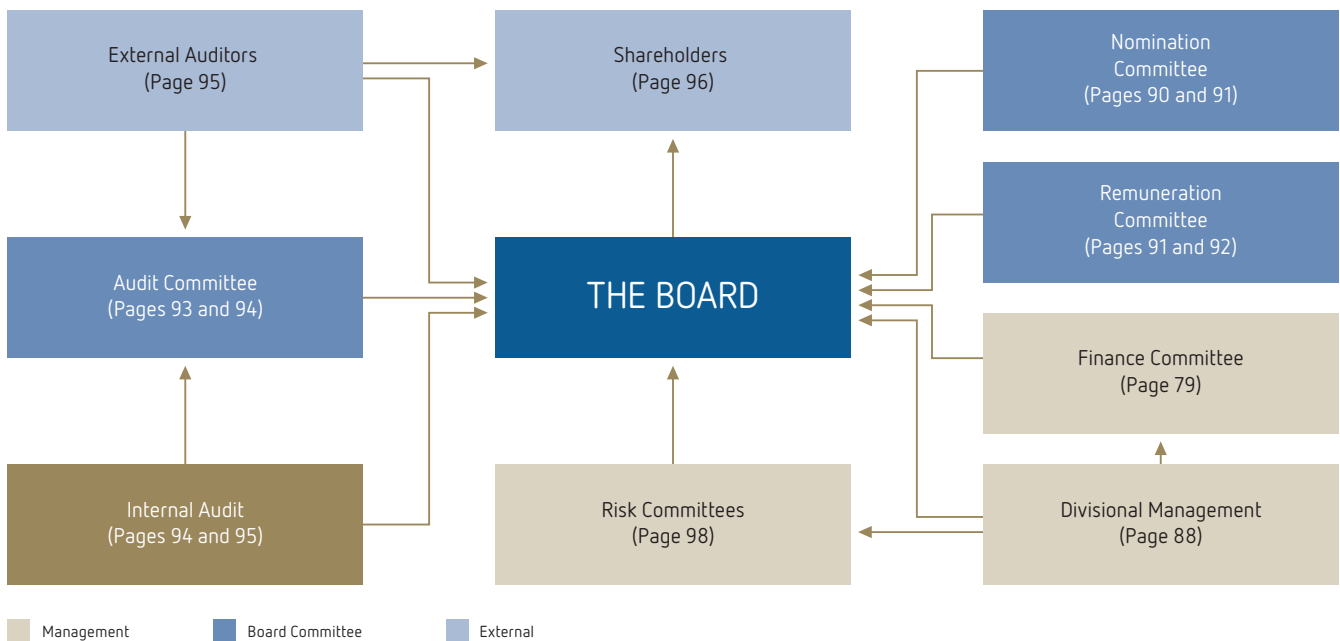 External Auditors
(Page 95)
Shareholders
(Page 96)
Nomination
Committee
(Pages 90 and 91)
Remuneration
Committee
(Pages 91 and 92)
Audit Committee
(Pages 93 and 94)
THE BOARD
Finance Committee
(Page 79)
Internal Audit
(Pages 94 and 95)
Risk Committees
(Page 98)
Divisional Management
(Page 88)
Management
Board Committee
External